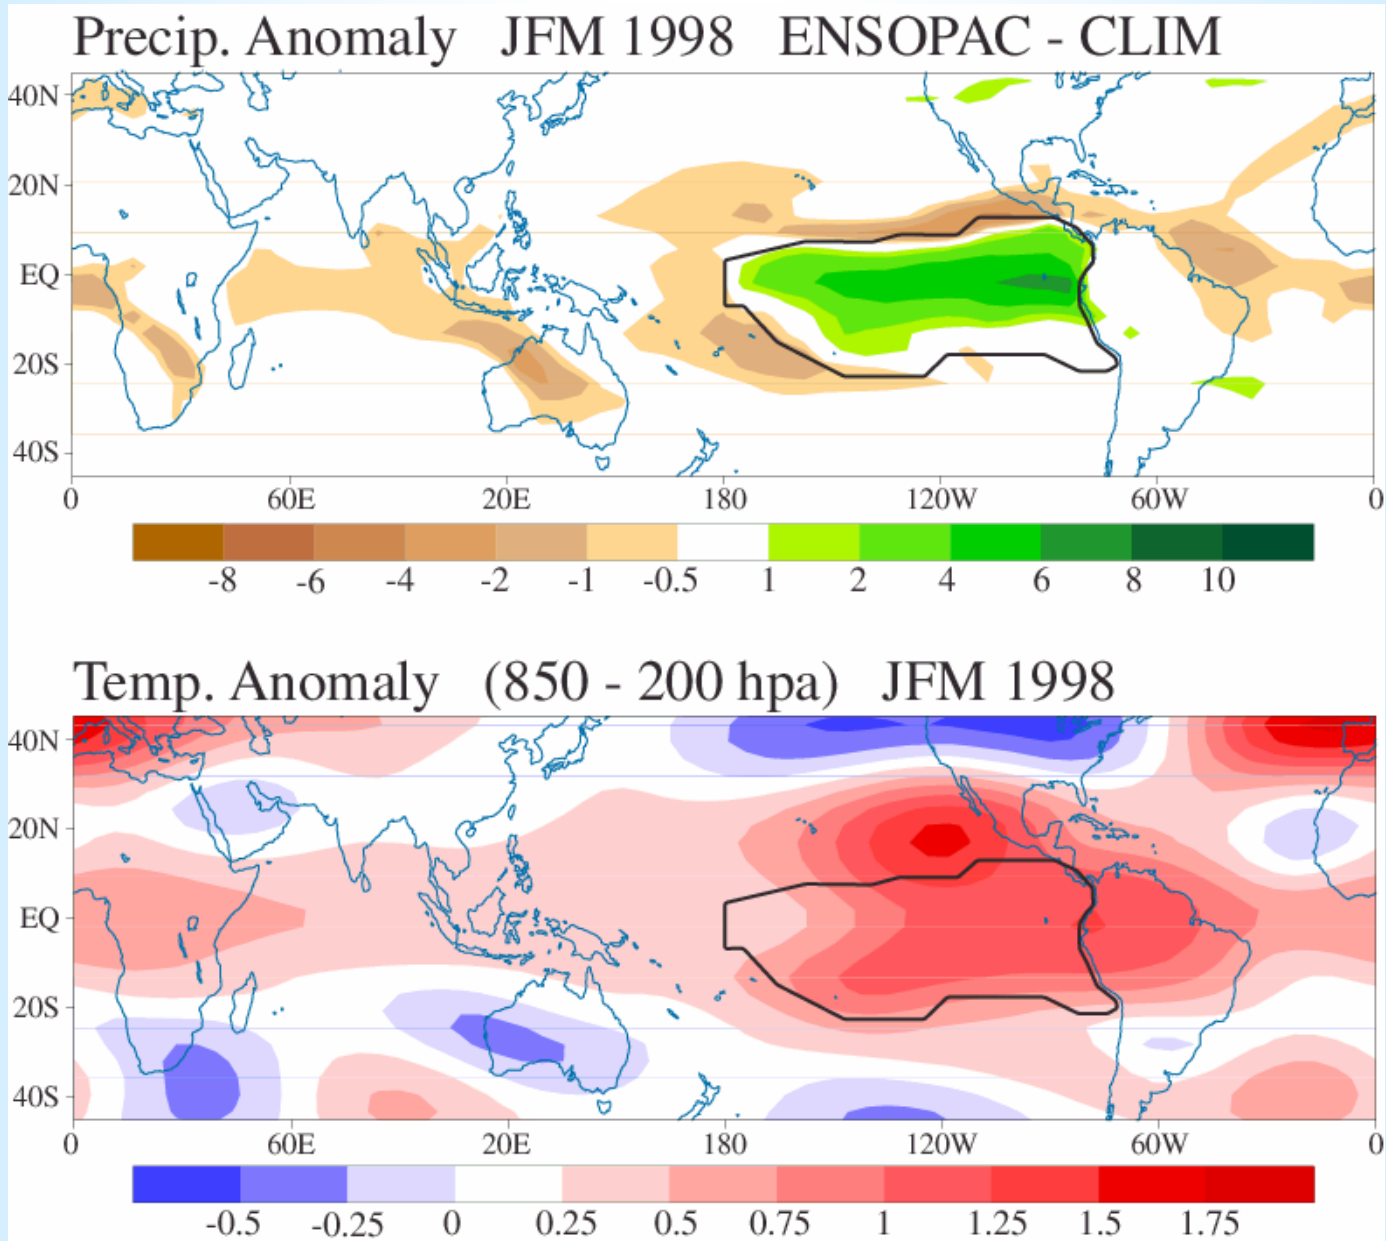 Precip. Anomaly JFM 1998 ENSOPAC - CLIM
40N
20N
EQ
20S
40S
0 60E 20E 180 120W 60W 0
-8 -6 -4 -2 -1 -0.5 1 2 4 6 8 10
Temp. Anomaly (850 - 200 hpa) JFM 1998
40N
20N
EQ
20S
40S
0 60E 20E 180 120W 60W 0
-0.5 -0.25 0 0.25 0.5 0.75 1 1.25 1.5 1.75